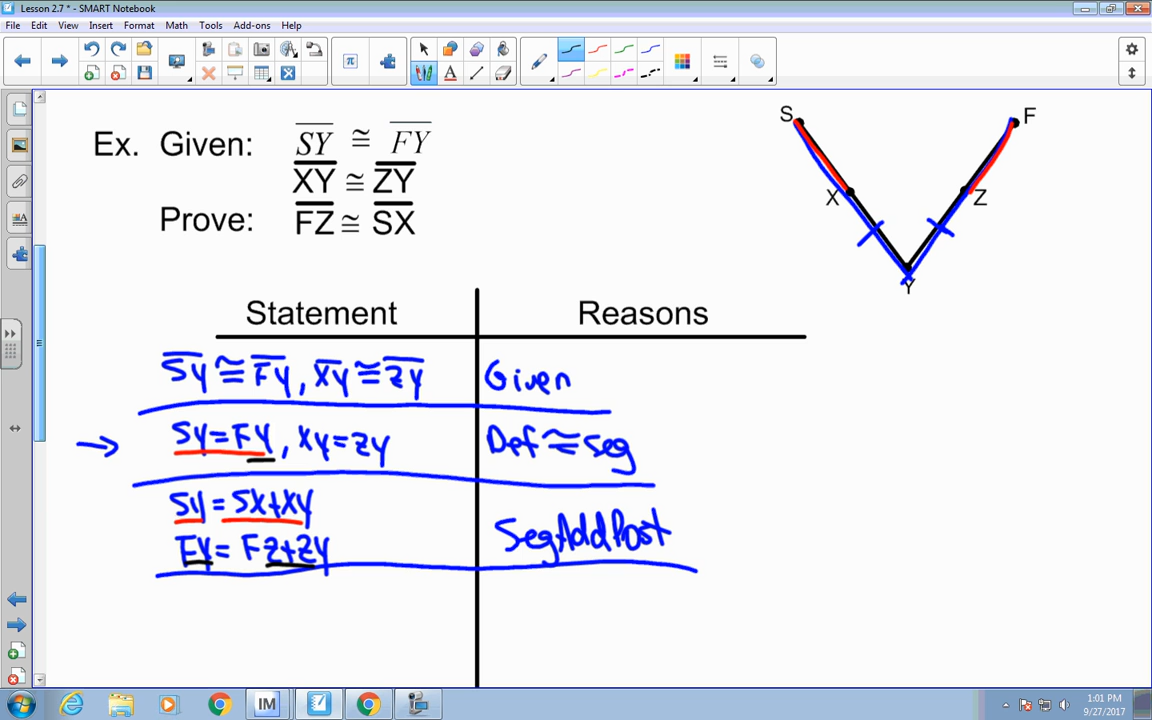 Lesson 2.7 * - SMART Notebook
File Edit View Insert Format Math Tools Add-ons Help
Ex. Given: SY ≅ FY
XY ≅ ZY
Prove: FZ ≅ SX
S
F
X
Z
Y
Statement Reasons
SY ≅ FY, XY ≅ ZY Given
→ SY = FY, XY = ZY Def ≅ seg
SY = SX + XY
FY = FZ + ZY Seg Add Post
IM
1:01 PM
9/27/2017